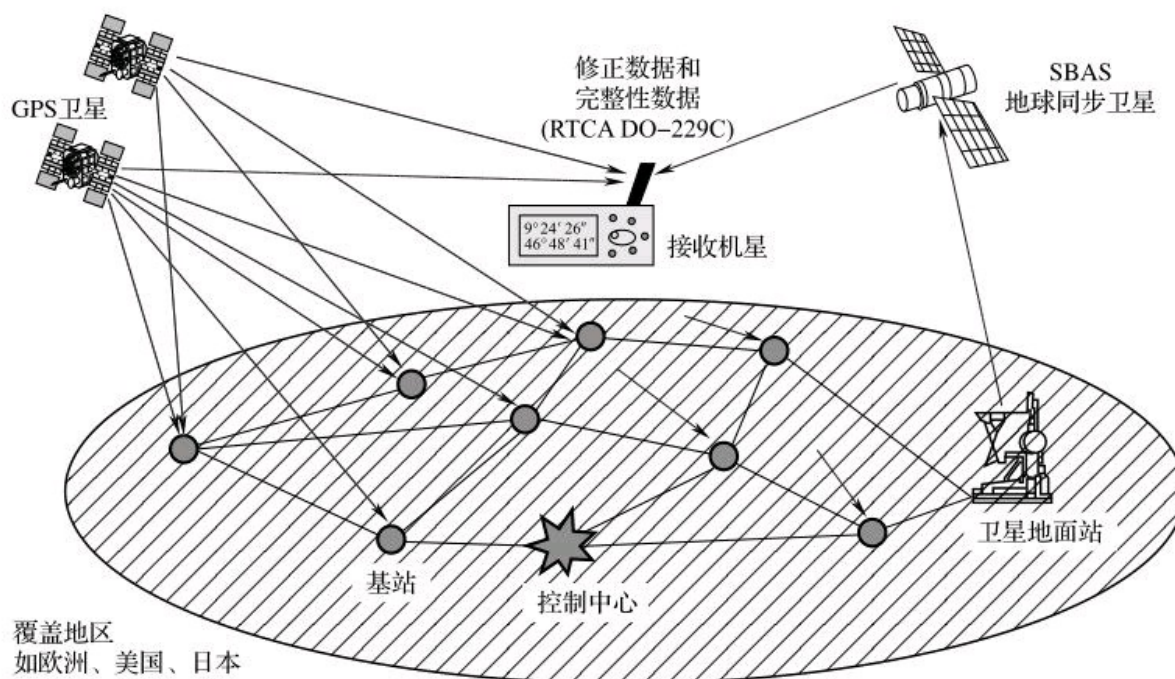 GPS卫星
修正数据和
完整性数据
(RTCA DO-229C)
SBAS
地球同步卫星
9°24′26″
46°48′41″
接收机星
卫星地面站
基站
控制中心
覆盖地区
如欧洲、美国、日本